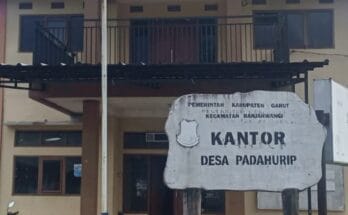 PEMERINTAH KABUPATEN GARUT
KECAMATAN BANJARWANGI
KANTOR
DESA PADAHURIP